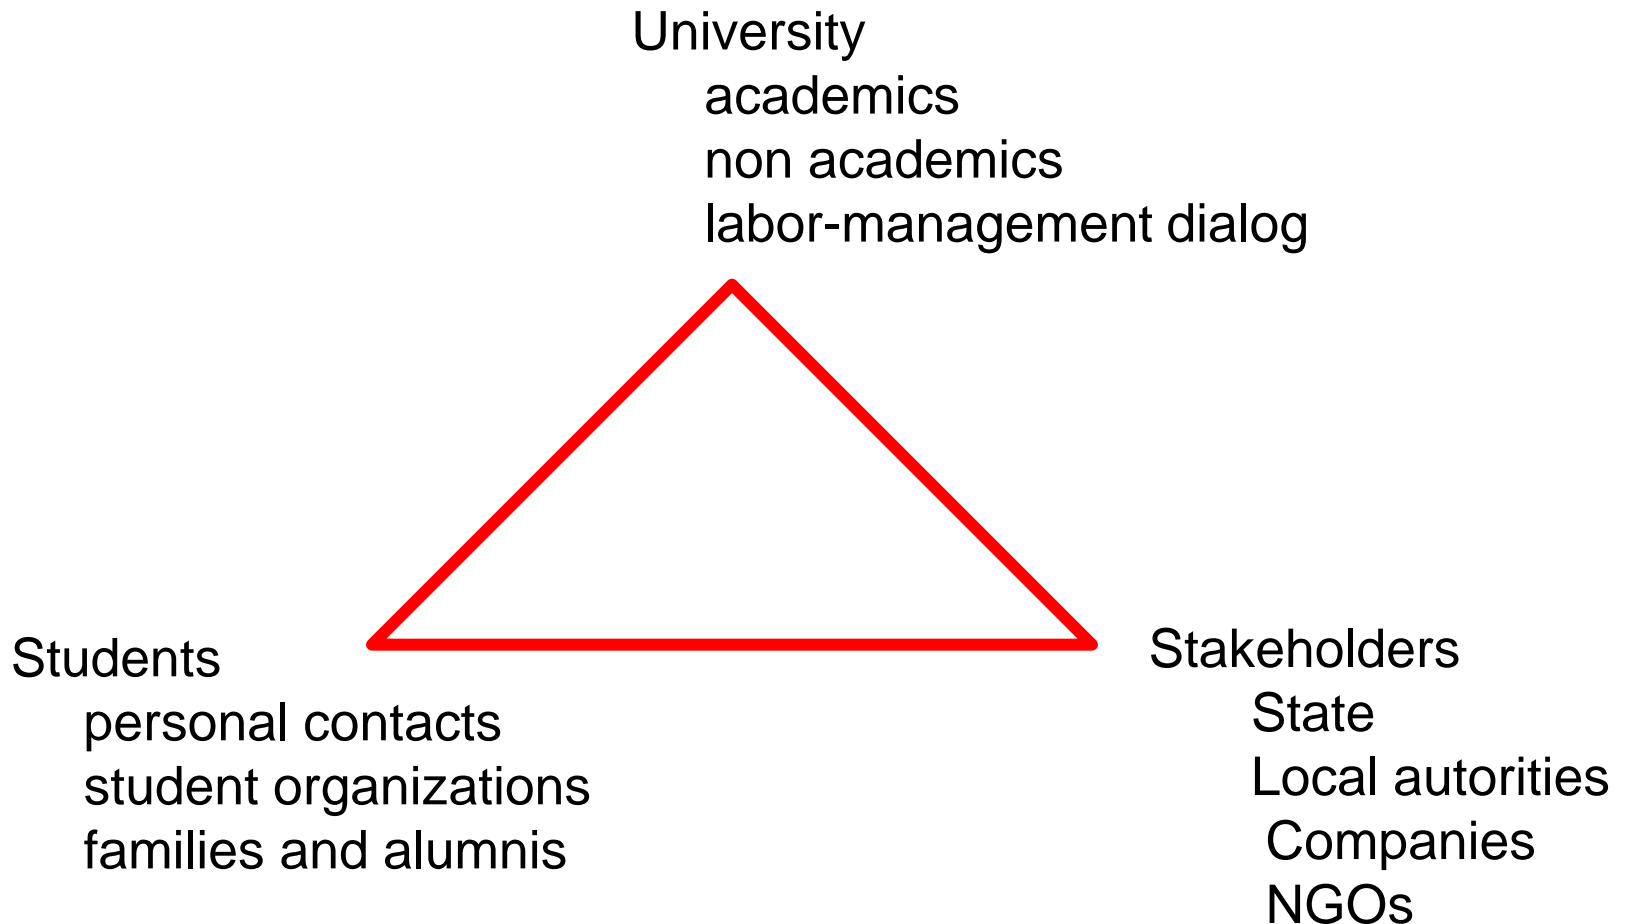 University
academics
non academics
labor-management dialog
Students
personal contacts
student organizations
families and alumnis
Stakeholders
State
Local autorities
Companies
NGOs